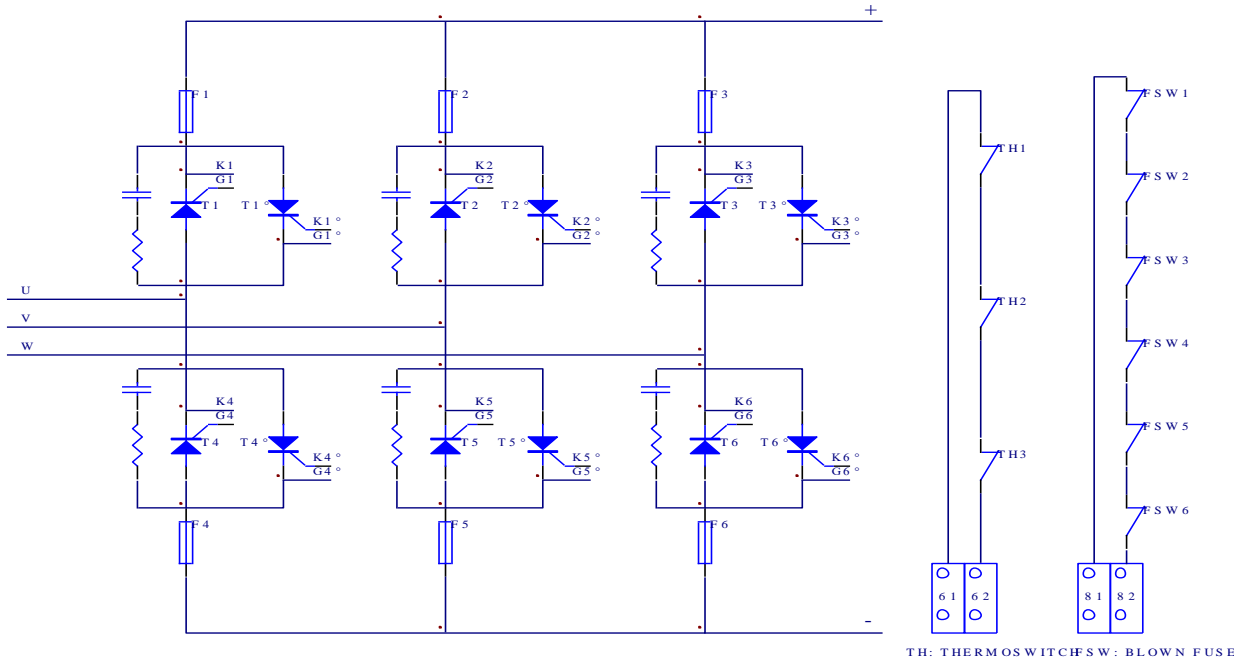 +
F1
F2
F3
FSW1
TH1
K1
G1
K2
G2
K3
G3
FSW2
T1
T1°
T2
T2°
T3
T3°
K1°
G1°
K2°
G2°
K3°
G3°
FSW3
U
TH2
V
W
FSW4
K4
G4
K5
G5
K6
G6
FSW5
T4
T4°
T5
T5°
T6
T6°
K4°
G4°
K5°
G5°
K6°
G6°
TH3
F4
F5
F6
FSW6
61
62
81
82
-
TH: THERMOSWITCH
FSW: BLOWN FUSE